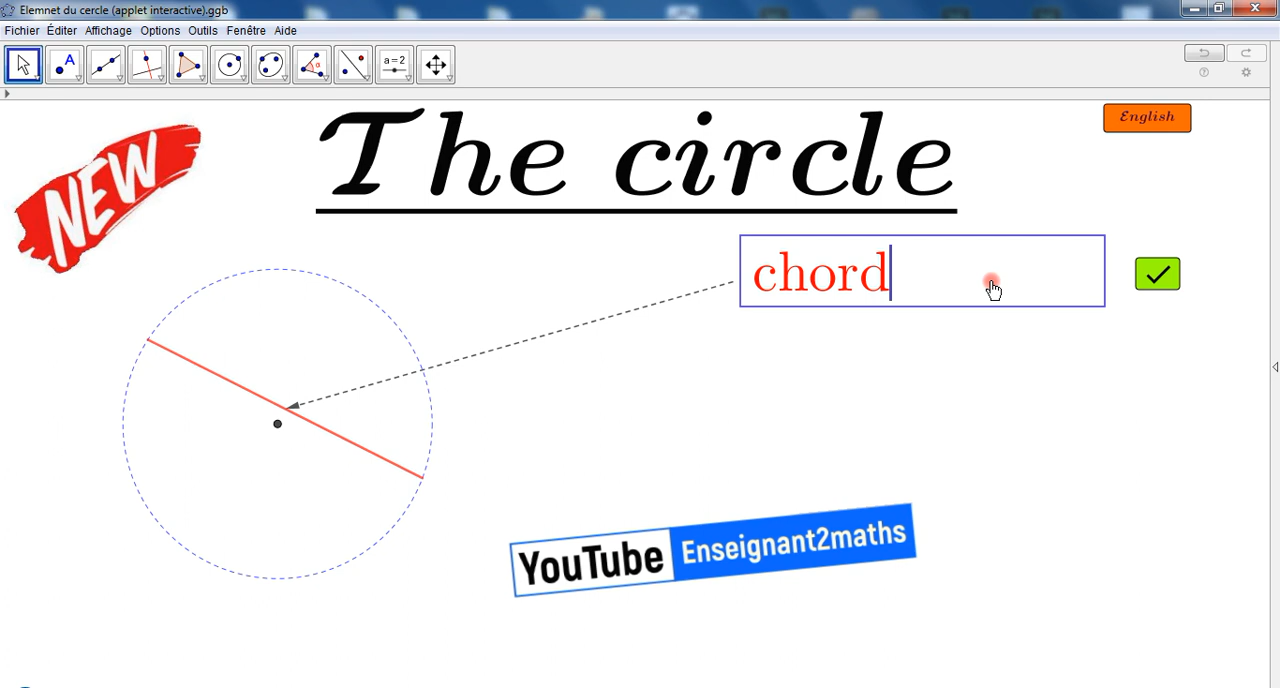 Elemnet du cercle (applet interactive).ggb
Fichier Éditer Affichage Options Outils Fenêtre Aide
A
α
a=2
The circle
English
NEW
chord
YouTube Enseignant2maths